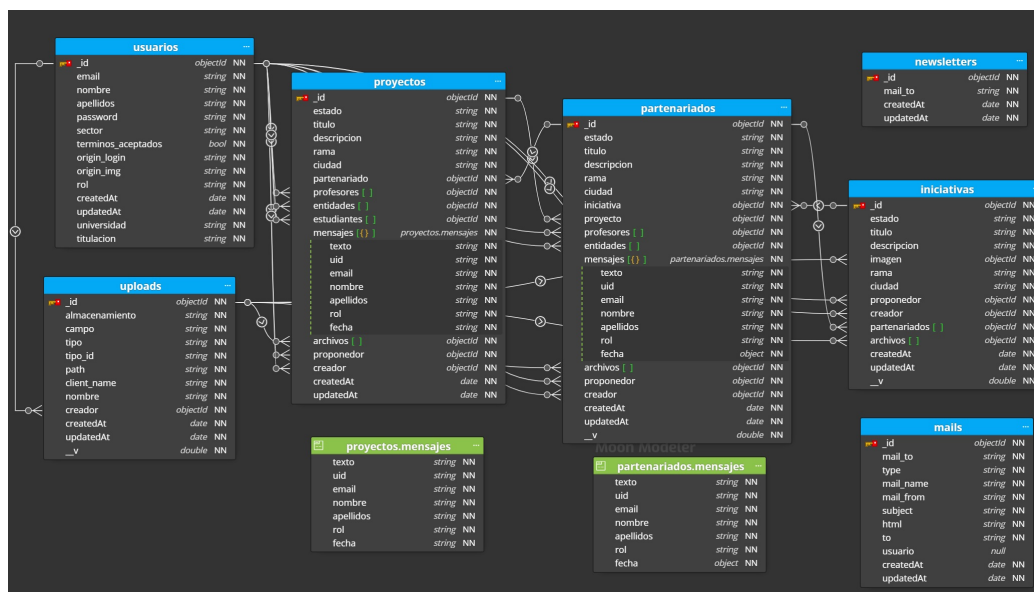 usuarios ...
_id objectId NN
email string NN
nombre string NN
apellidos string NN
password string NN
sector string NN
terminos_aceptados bool NN
origin_login string NN
origin_img string NN
rol string NN
createdAt date NN
updatedAt date NN
universidad string NN
titulacion string NN
uploads ...
_id objectId NN
almacenamiento string NN
campo string NN
tipo string NN
tipo_id string NN
path string NN
client_name string NN
nombre string NN
creador objectId NN
createdAt date NN
updatedAt date NN
__v double NN
proyectos ...
_id objectId NN
estado string NN
titulo string NN
descripcion string NN
rama string NN
ciudad string NN
partenariado objectId NN
profesores [ ] objectId NN
entidades [ ] objectId NN
estudiantes [ ] objectId NN
mensajes [{} ] proyectos.mensajes NN
texto string NN
uid string NN
email string NN
nombre string NN
apellidos string NN
rol string NN
fecha string NN
archivos [ ] objectId NN
proponedor objectId NN
creador objectId NN
createdAt date NN
updatedAt date NN
proyectos.mensajes ...
texto string NN
uid string NN
email string NN
nombre string NN
apellidos string NN
rol string NN
fecha string NN
partenariados ...
_id objectId NN
estado string NN
titulo string NN
descripcion string NN
rama string NN
ciudad string NN
iniciativa objectId NN
proyecto objectId NN
profesores [ ] objectId NN
entidades [ ] objectId NN
mensajes [{} ] partenariados.mensajes NN
texto string NN
uid string NN
email string NN
nombre string NN
apellidos string NN
rol string NN
fecha object NN
archivos [ ] objectId NN
proponedor objectId NN
creador objectId NN
createdAt date NN
updatedAt date NN
__v double NN
Moon Modeler
partenariados.mensajes ...
texto string NN
uid string NN
email string NN
nombre string NN
apellidos string NN
rol string NN
fecha object NN
newsletters ...
_id objectId NN
mail_to string NN
createdAt date NN
updatedAt date NN
iniciativas ...
_id objectId NN
estado string NN
titulo string NN
descripcion string NN
imagen objectId NN
rama string NN
ciudad string NN
proponedor objectId NN
creador objectId NN
partenariados [ ] objectId NN
archivos [ ] objectId NN
createdAt date NN
updatedAt date NN
__v double NN
mails ...
_id objectId NN
mail_to string NN
type string NN
mail_name string NN
mail_from string NN
subject string NN
html string NN
to string NN
usuario null
createdAt date NN
updatedAt date NN